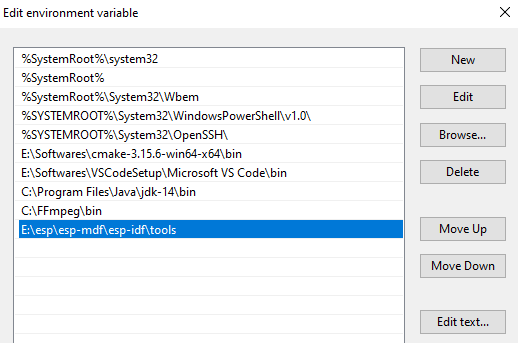 Edit environment variable
%SystemRoot%\system32
%SystemRoot%
%SystemRoot%\System32\Wbem
%SYSTEMROOT%\System32\WindowsPowerShell\v1.0\
%SYSTEMROOT%\System32\OpenSSH\
E:\Softwares\cmake-3.15.6-win64-x64\bin
E:\Softwares\VSCodeSetup\Microsoft VS Code\bin
C:\Program Files\Java\jdk-14\bin
C:\FFmpeg\bin
E:\esp\esp-mdf\esp-idf\tools
New
Edit
Browse...
Delete
Move Up
Move Down
Edit text...